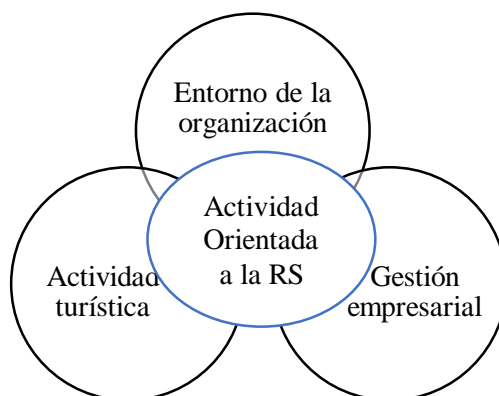 Entorno de la
organización
Actividad
Orientada
a la RS
Actividad
turística
Gestión
empresarial